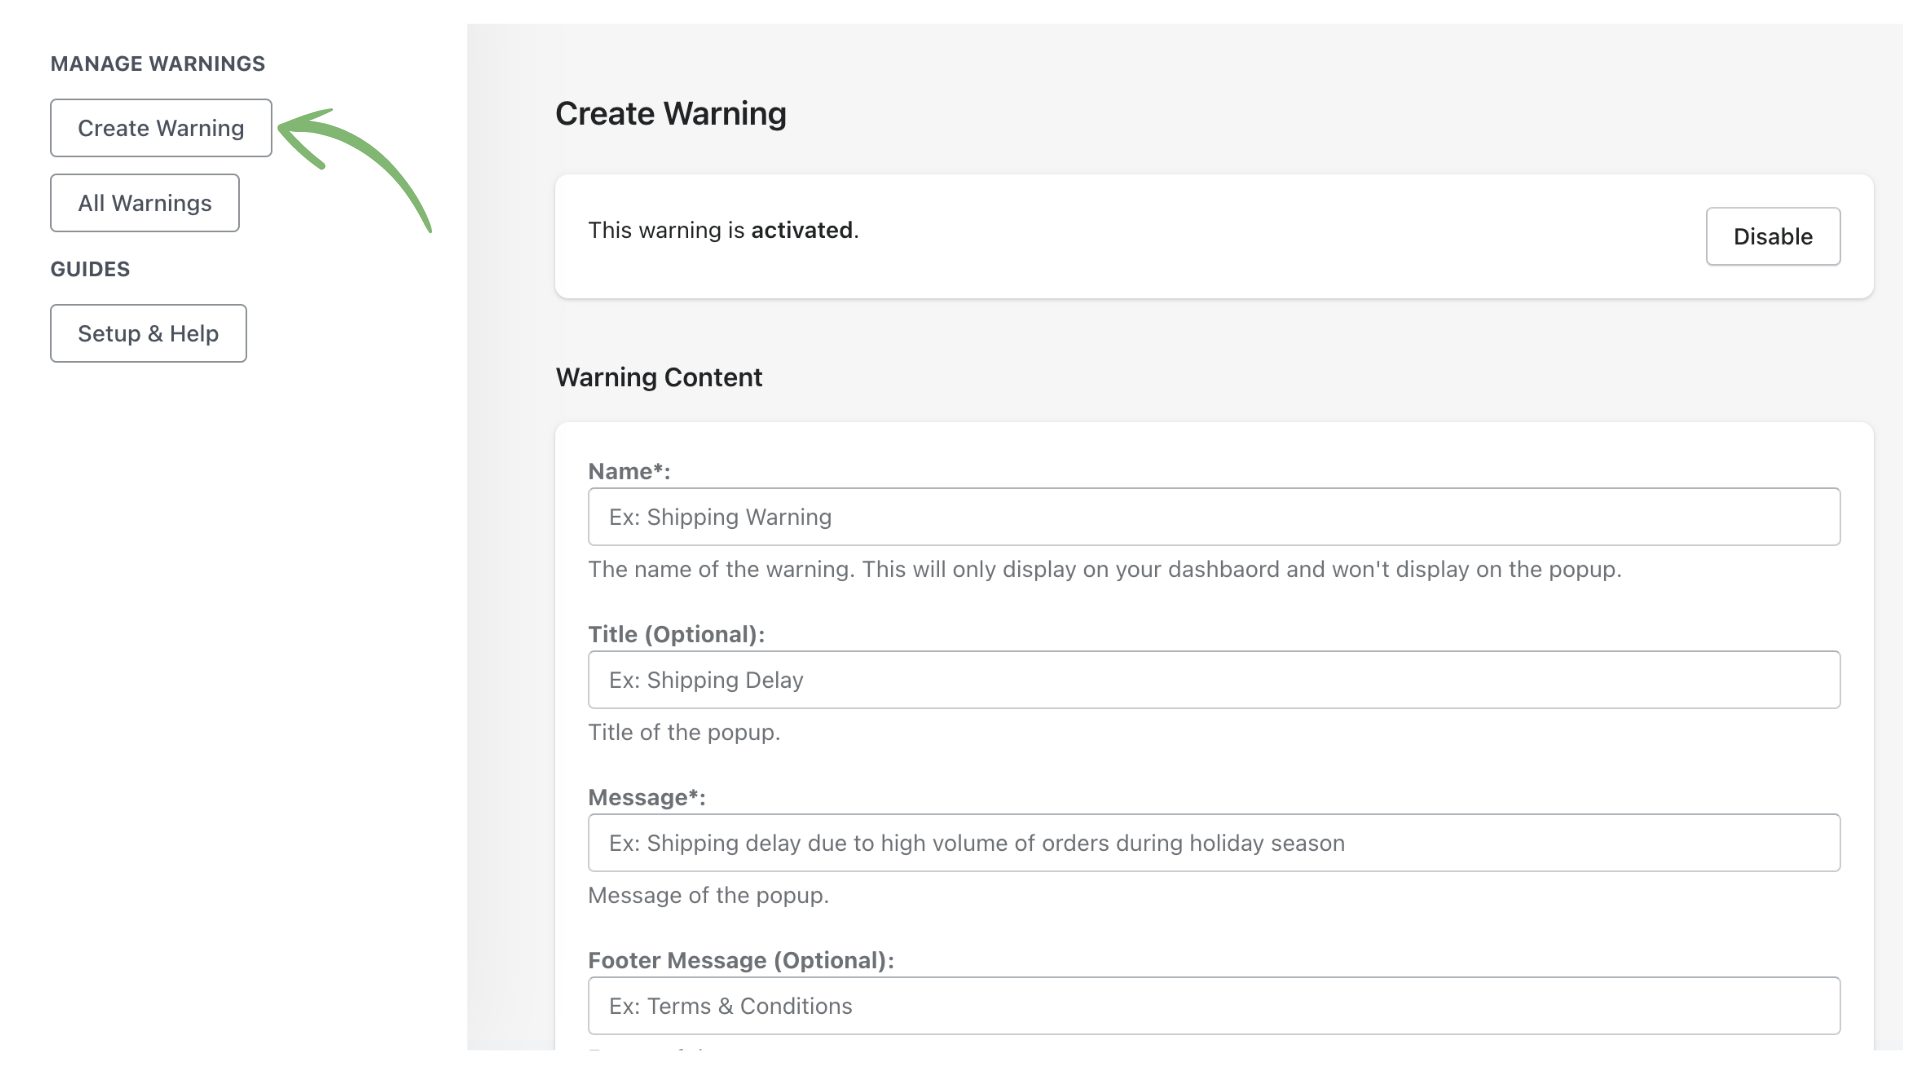 MANAGE WARNINGS
Create Warning
All Warnings
GUIDES
Setup & Help
Create Warning
This warning is activated.
Disable
Warning Content
Name*:
Ex: Shipping Warning
The name of the warning. This will only display on your dashbaord and won't display on the popup.
Title (Optional):
Ex: Shipping Delay
Title of the popup.
Message*:
Ex: Shipping delay due to high volume of orders during holiday season
Message of the popup.
Footer Message (Optional):
Ex: Terms & Conditions